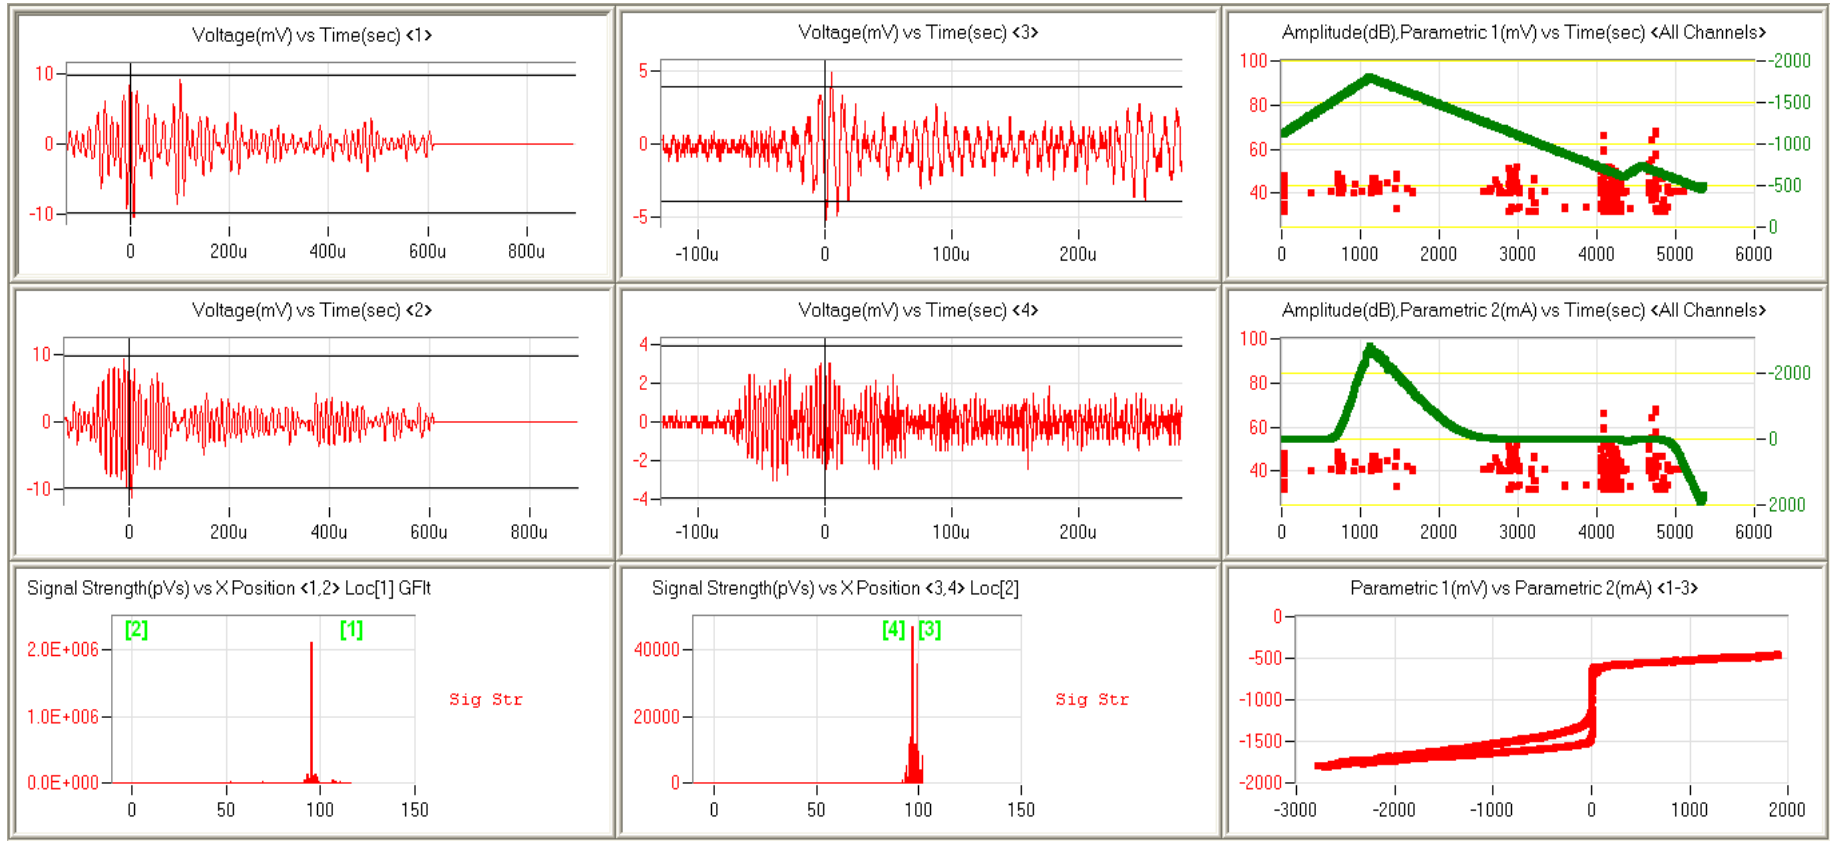 Voltage(mV) vs Time(sec) <1>
10
0
-10
0 200u 400u 600u 800u
Voltage(mV) vs Time(sec) <3>
5
0
-5
-100u 0 100u 200u
Amplitude(dB),Parametric 1(mV) vs Time(sec) <All Channels>
100
80
60
40
-2000
-1500
-1000
-500
0
0 1000 2000 3000 4000 5000 6000
Voltage(mV) vs Time(sec) <2>
10
0
-10
0 200u 400u 600u 800u
Voltage(mV) vs Time(sec) <4>
4
2
0
-2
-4
-100u 0 100u 200u
Amplitude(dB),Parametric 2(mA) vs Time(sec) <All Channels>
100
80
60
40
-2000
0
2000
0 1000 2000 3000 4000 5000 6000
Signal Strength(pVs) vs X Position <1,2> Loc[1] GFlt
[2] [1]
2.0E+006
1.0E+006
0.0E+000
0 50 100 150
Sig Str
Signal Strength(pVs) vs X Position <3,4> Loc[2]
[4] [3]
40000
20000
0
0 50 100 150
Sig Str
Parametric 1(mV) vs Parametric 2(mA) <1-3>
0
-500
-1000
-1500
-2000
-3000 -2000 -1000 0 1000 2000